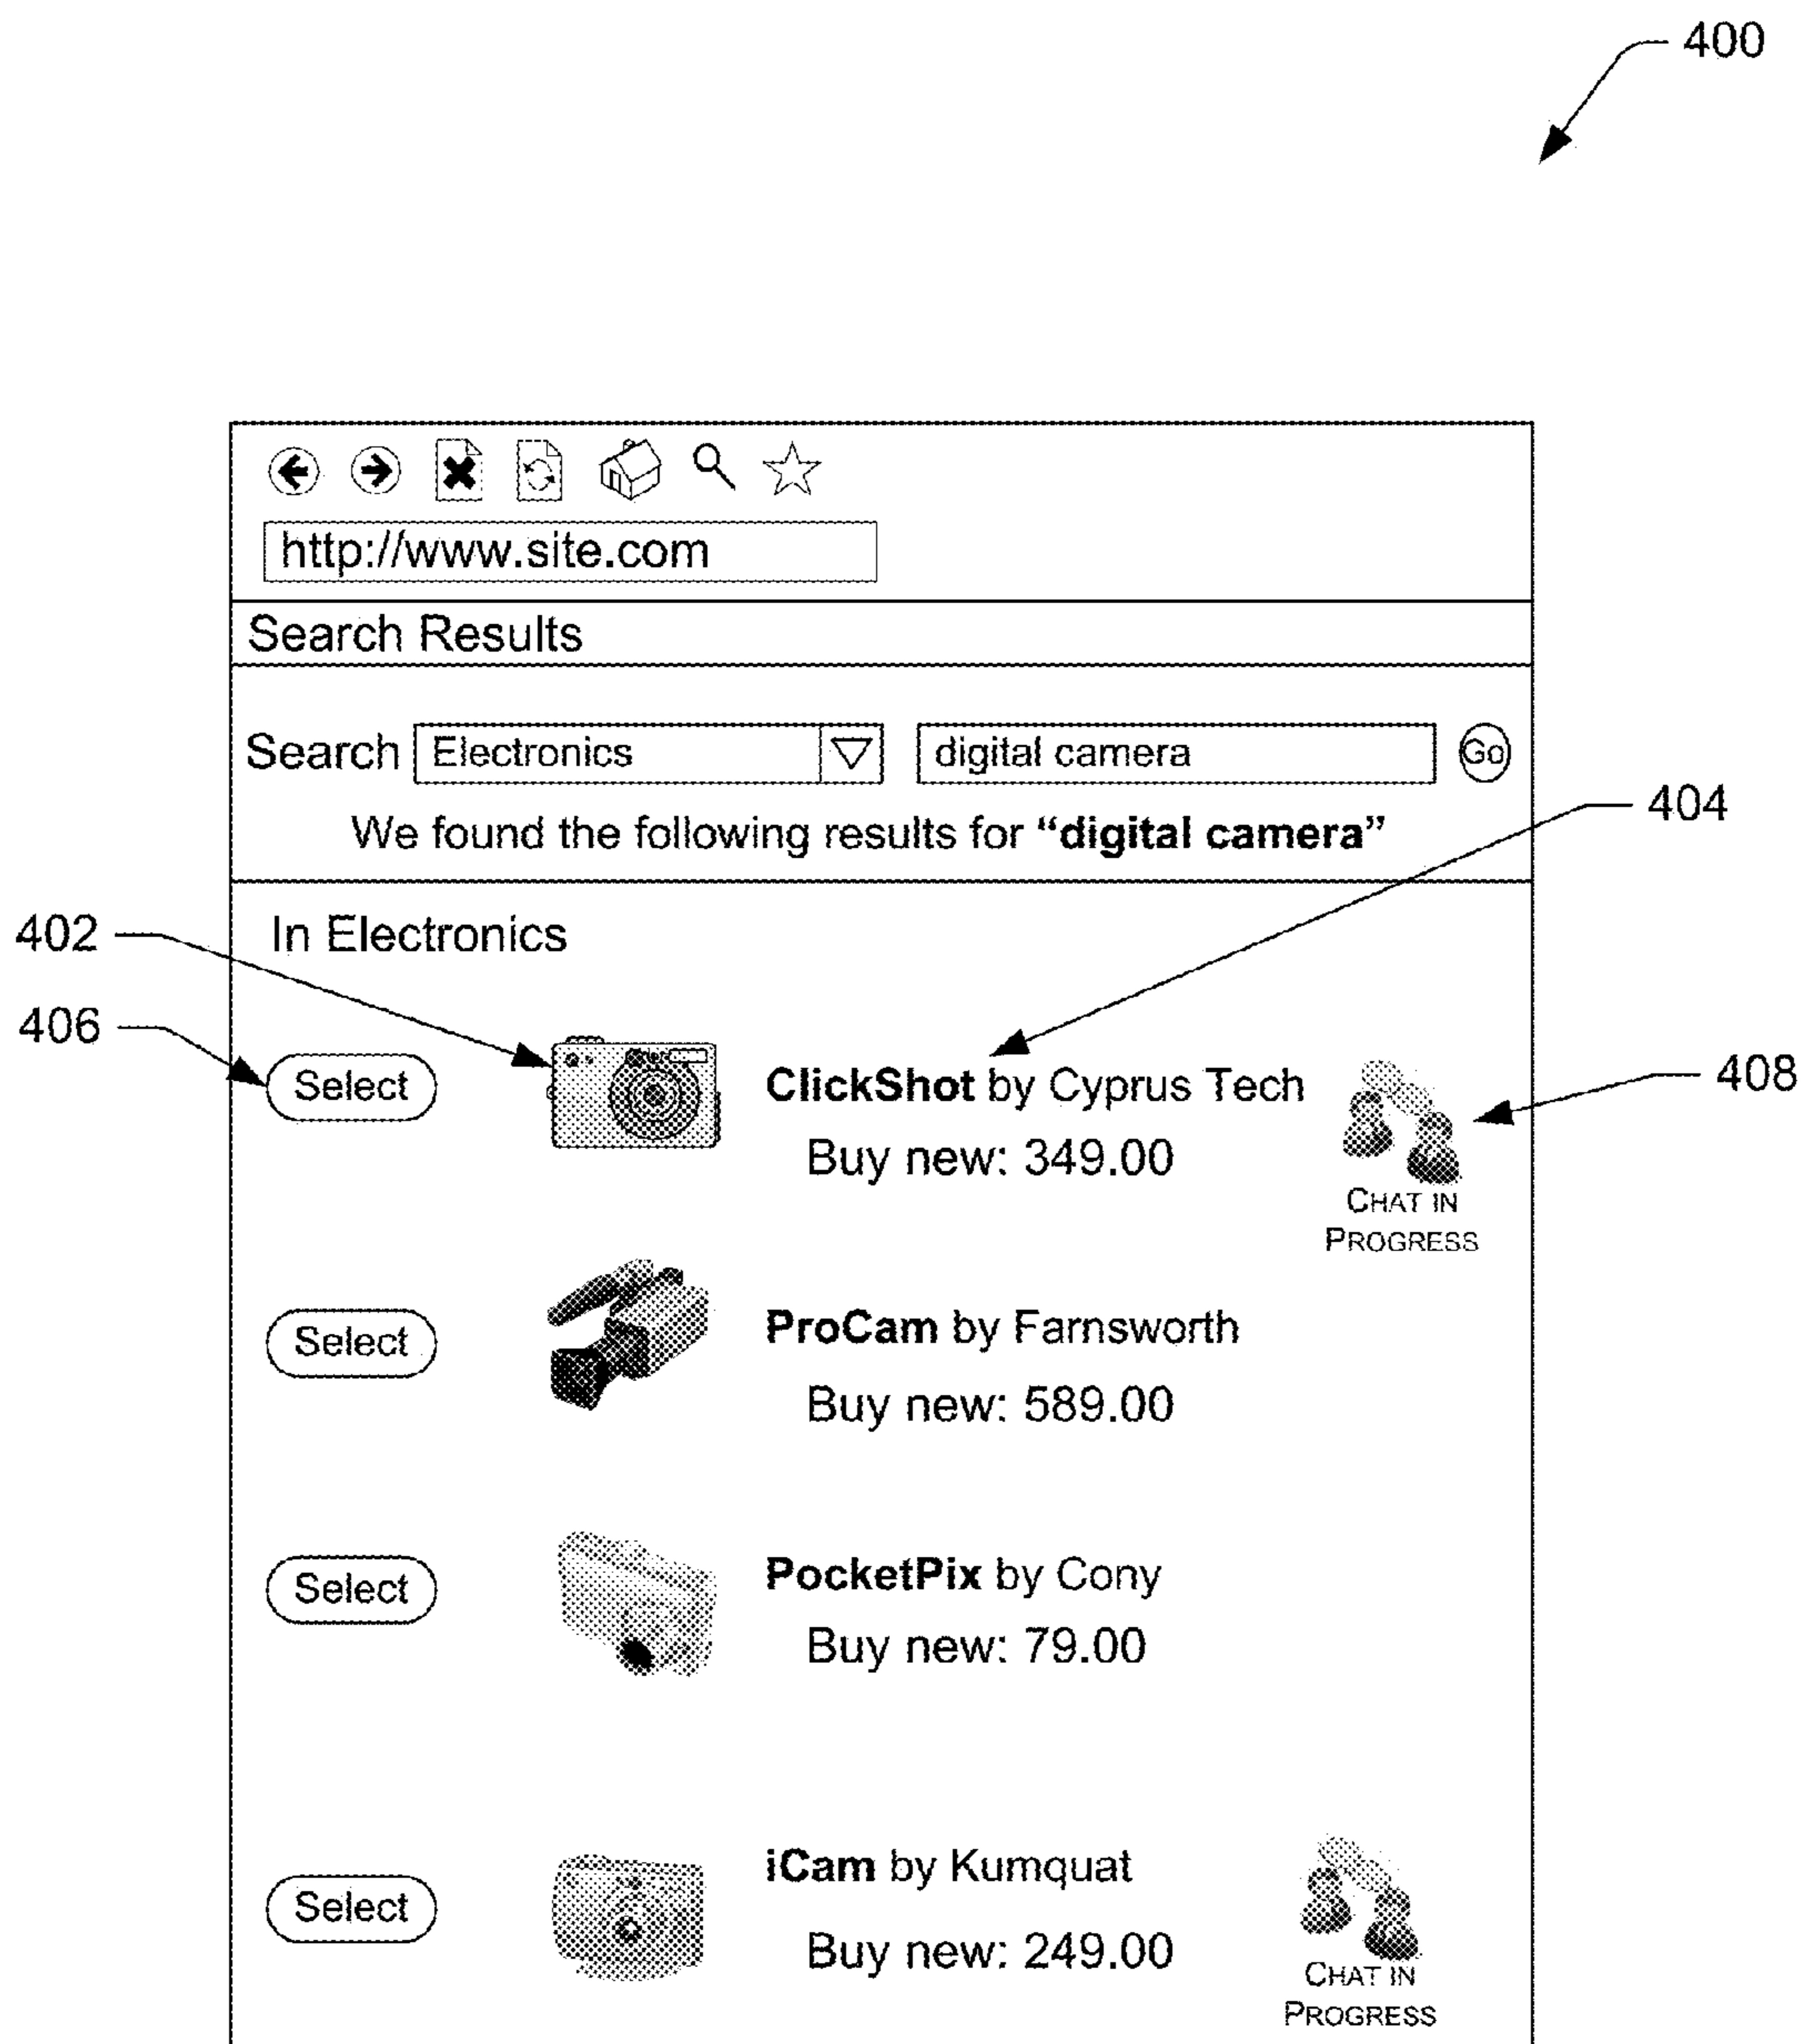 400
http://www.site.com
Search Results
Search Electronics digital camera Go
404
We found the following results for “digital camera”
402
In Electronics
406
Select
ClickShot by Cyprus Tech
408
Buy new: 349.00
CHAT IN
PROGRESS
Select
ProCam by Farnsworth
Buy new: 589.00
Select
PocketPix by Cony
Buy new: 79.00
Select
iCam by Kumquat
Buy new: 249.00
CHAT IN
PROGRESS